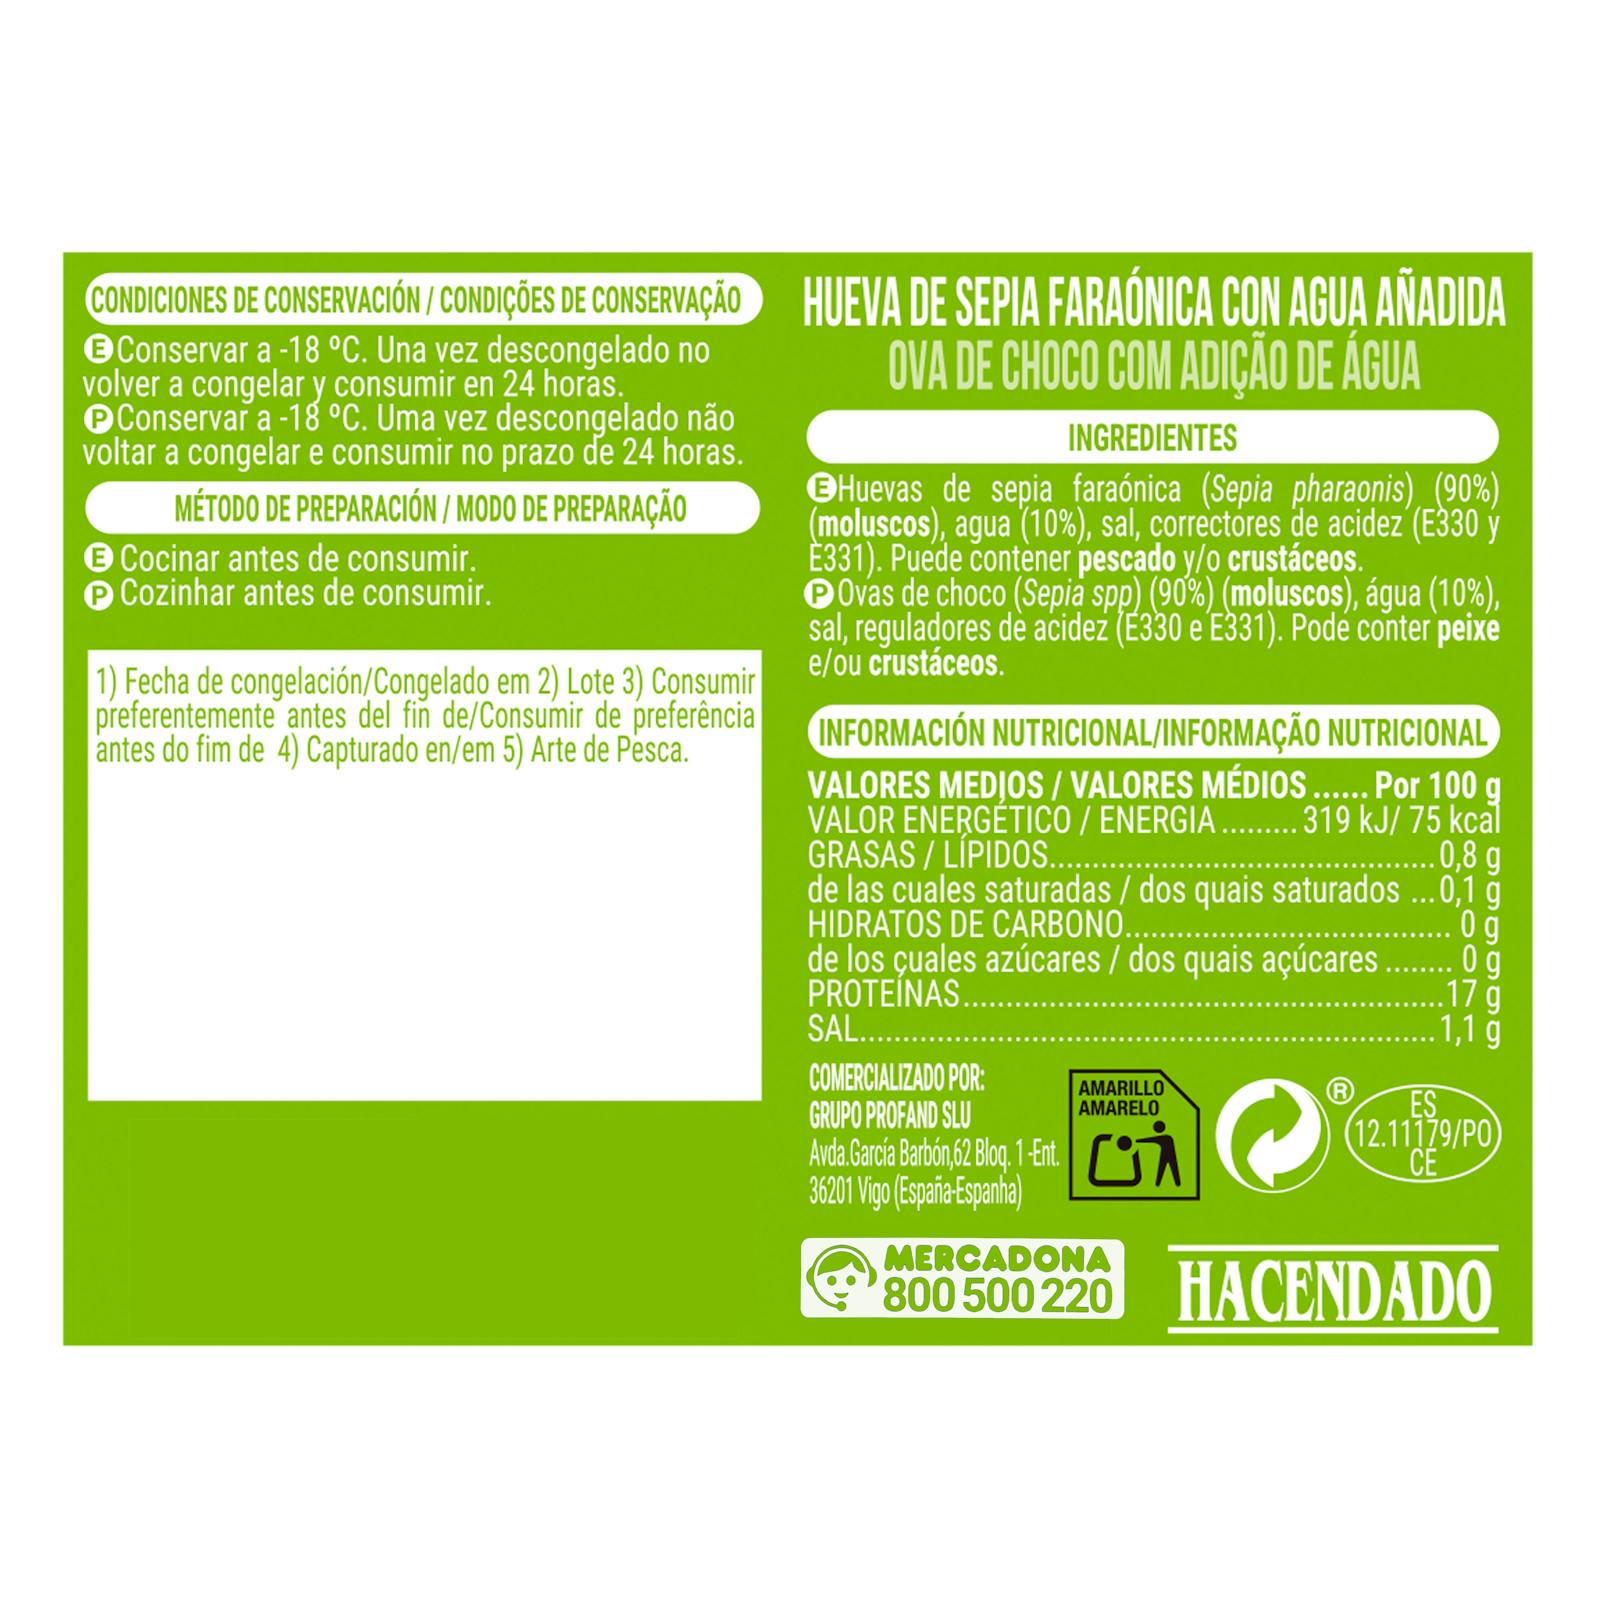 CONDICIONES DE CONSERVACIÓN / CONDIÇÕES DE CONSERVAÇÃO
E Conservar a -18 ºC. Una vez descongelado no
volver a congelar y consumir en 24 horas.
P Conservar a -18 ºC. Uma vez descongelado não
voltar a congelar e consumir no prazo de 24 horas.
MÉTODO DE PREPARACIÓN / MODO DE PREPARAÇÃO
E Cocinar antes de consumir.
P Cozinhar antes de consumir.
1) Fecha de congelación/Congelado em 2) Lote 3) Consumir
preferentemente antes del fin de/Consumir de preferência
antes do fim de 4) Capturado en/em 5) Arte de Pesca.
HUEVA DE SEPIA FARAÓNICA CON AGUA AÑADIDA
OVA DE CHOCO COM ADIÇÃO DE ÁGUA
INGREDIENTES
E Huevas de sepia faraónica (Sepia pharaonis) (90%)
(moluscos), agua (10%), sal, correctores de acidez (E330 y
E331). Puede contener pescado y/o crustáceos.
P Ovas de choco (Sepia spp) (90%) (moluscos), água (10%),
sal, reguladores de acidez (E330 e E331). Pode conter peixe
e/ou crustáceos.
INFORMACIÓN NUTRICIONAL/INFORMAÇÃO NUTRICIONAL
VALORES MEDIOS / VALORES MÉDIOS ...... Por 100 g
VALOR ENERGÉTICO / ENERGIA ......... 319 kJ/ 75 kcal
GRASAS / LÍPIDOS............................................. 0,8 g
de las cuales saturadas / dos quais saturados ... 0,1 g
HIDRATOS DE CARBONO...................................... 0 g
de los cuales azúcares / dos quais açúcares ........ 0 g
PROTEÍNAS....................................................... 17 g
SAL.................................................................. 1,1 g
COMERCIALIZADO POR:
GRUPO PROFAND SLU
Avda.García Barbón,62 Bloq. 1 -Ent.
36201 Vigo (España-Espanha)
AMARILLO
AMARELO
®
ES
12.11179/PO
CE
MERCADONA
800 500 220
HACENDADO